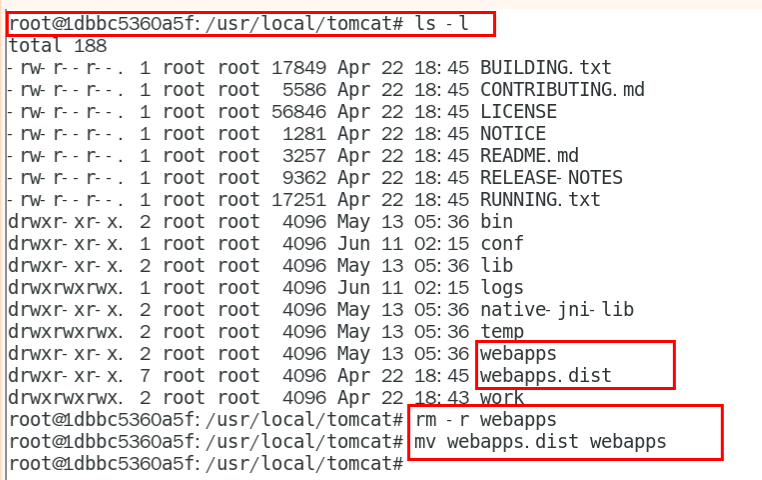 root@1dbbc5360a5f:/usr/local/tomcat# ls -l
total 188
-rw-r--r--. 1 root root 17849 Apr 22 18:45 BUILDING.txt
-rw-r--r--. 1 root root  5586 Apr 22 18:45 CONTRIBUTING.md
-rw-r--r--. 1 root root 56846 Apr 22 18:45 LICENSE
-rw-r--r--. 1 root root  1281 Apr 22 18:45 NOTICE
-rw-r--r--. 1 root root  3257 Apr 22 18:45 README.md
-rw-r--r--. 1 root root  9362 Apr 22 18:45 RELEASE-NOTES
-rw-r--r--. 1 root root 17251 Apr 22 18:45 RUNNING.txt
drwxr-xr-x. 2 root root  4096 May 13 05:36 bin
drwxr-xr-x. 1 root root  4096 Jun 11 02:15 conf
drwxr-xr-x. 2 root root  4096 May 13 05:36 lib
drwxrwxrwx. 1 root root  4096 Jun 11 02:15 logs
drwxr-xr-x. 2 root root  4096 May 13 05:36 native-jni-lib
drwxrwxrwx. 2 root root  4096 May 13 05:36 temp
drwxr-xr-x. 2 root root  4096 May 13 05:36 webapps
drwxr-xr-x. 7 root root  4096 Apr 22 18:45 webapps.dist
drwxrwxrwx. 2 root root  4096 Apr 22 18:43 work
root@1dbbc5360a5f:/usr/local/tomcat# rm -r webapps
root@1dbbc5360a5f:/usr/local/tomcat# mv webapps.dist webapps
root@1dbbc5360a5f:/usr/local/tomcat#